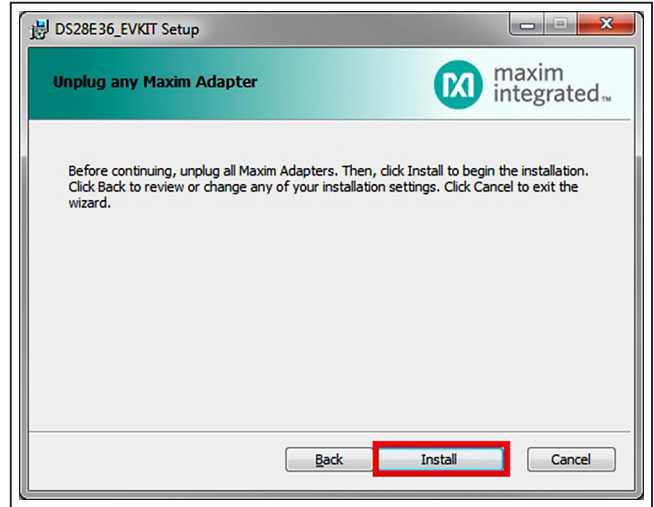 DS28E36_EVKIT Setup
Unplug any Maxim Adapter
maxim
integrated™
Before continuing, unplug all Maxim Adapters. Then, click Install to begin the installation.
Click Back to review or change any of your installation settings. Click Cancel to exit the
wizard.
Back
Install
Cancel